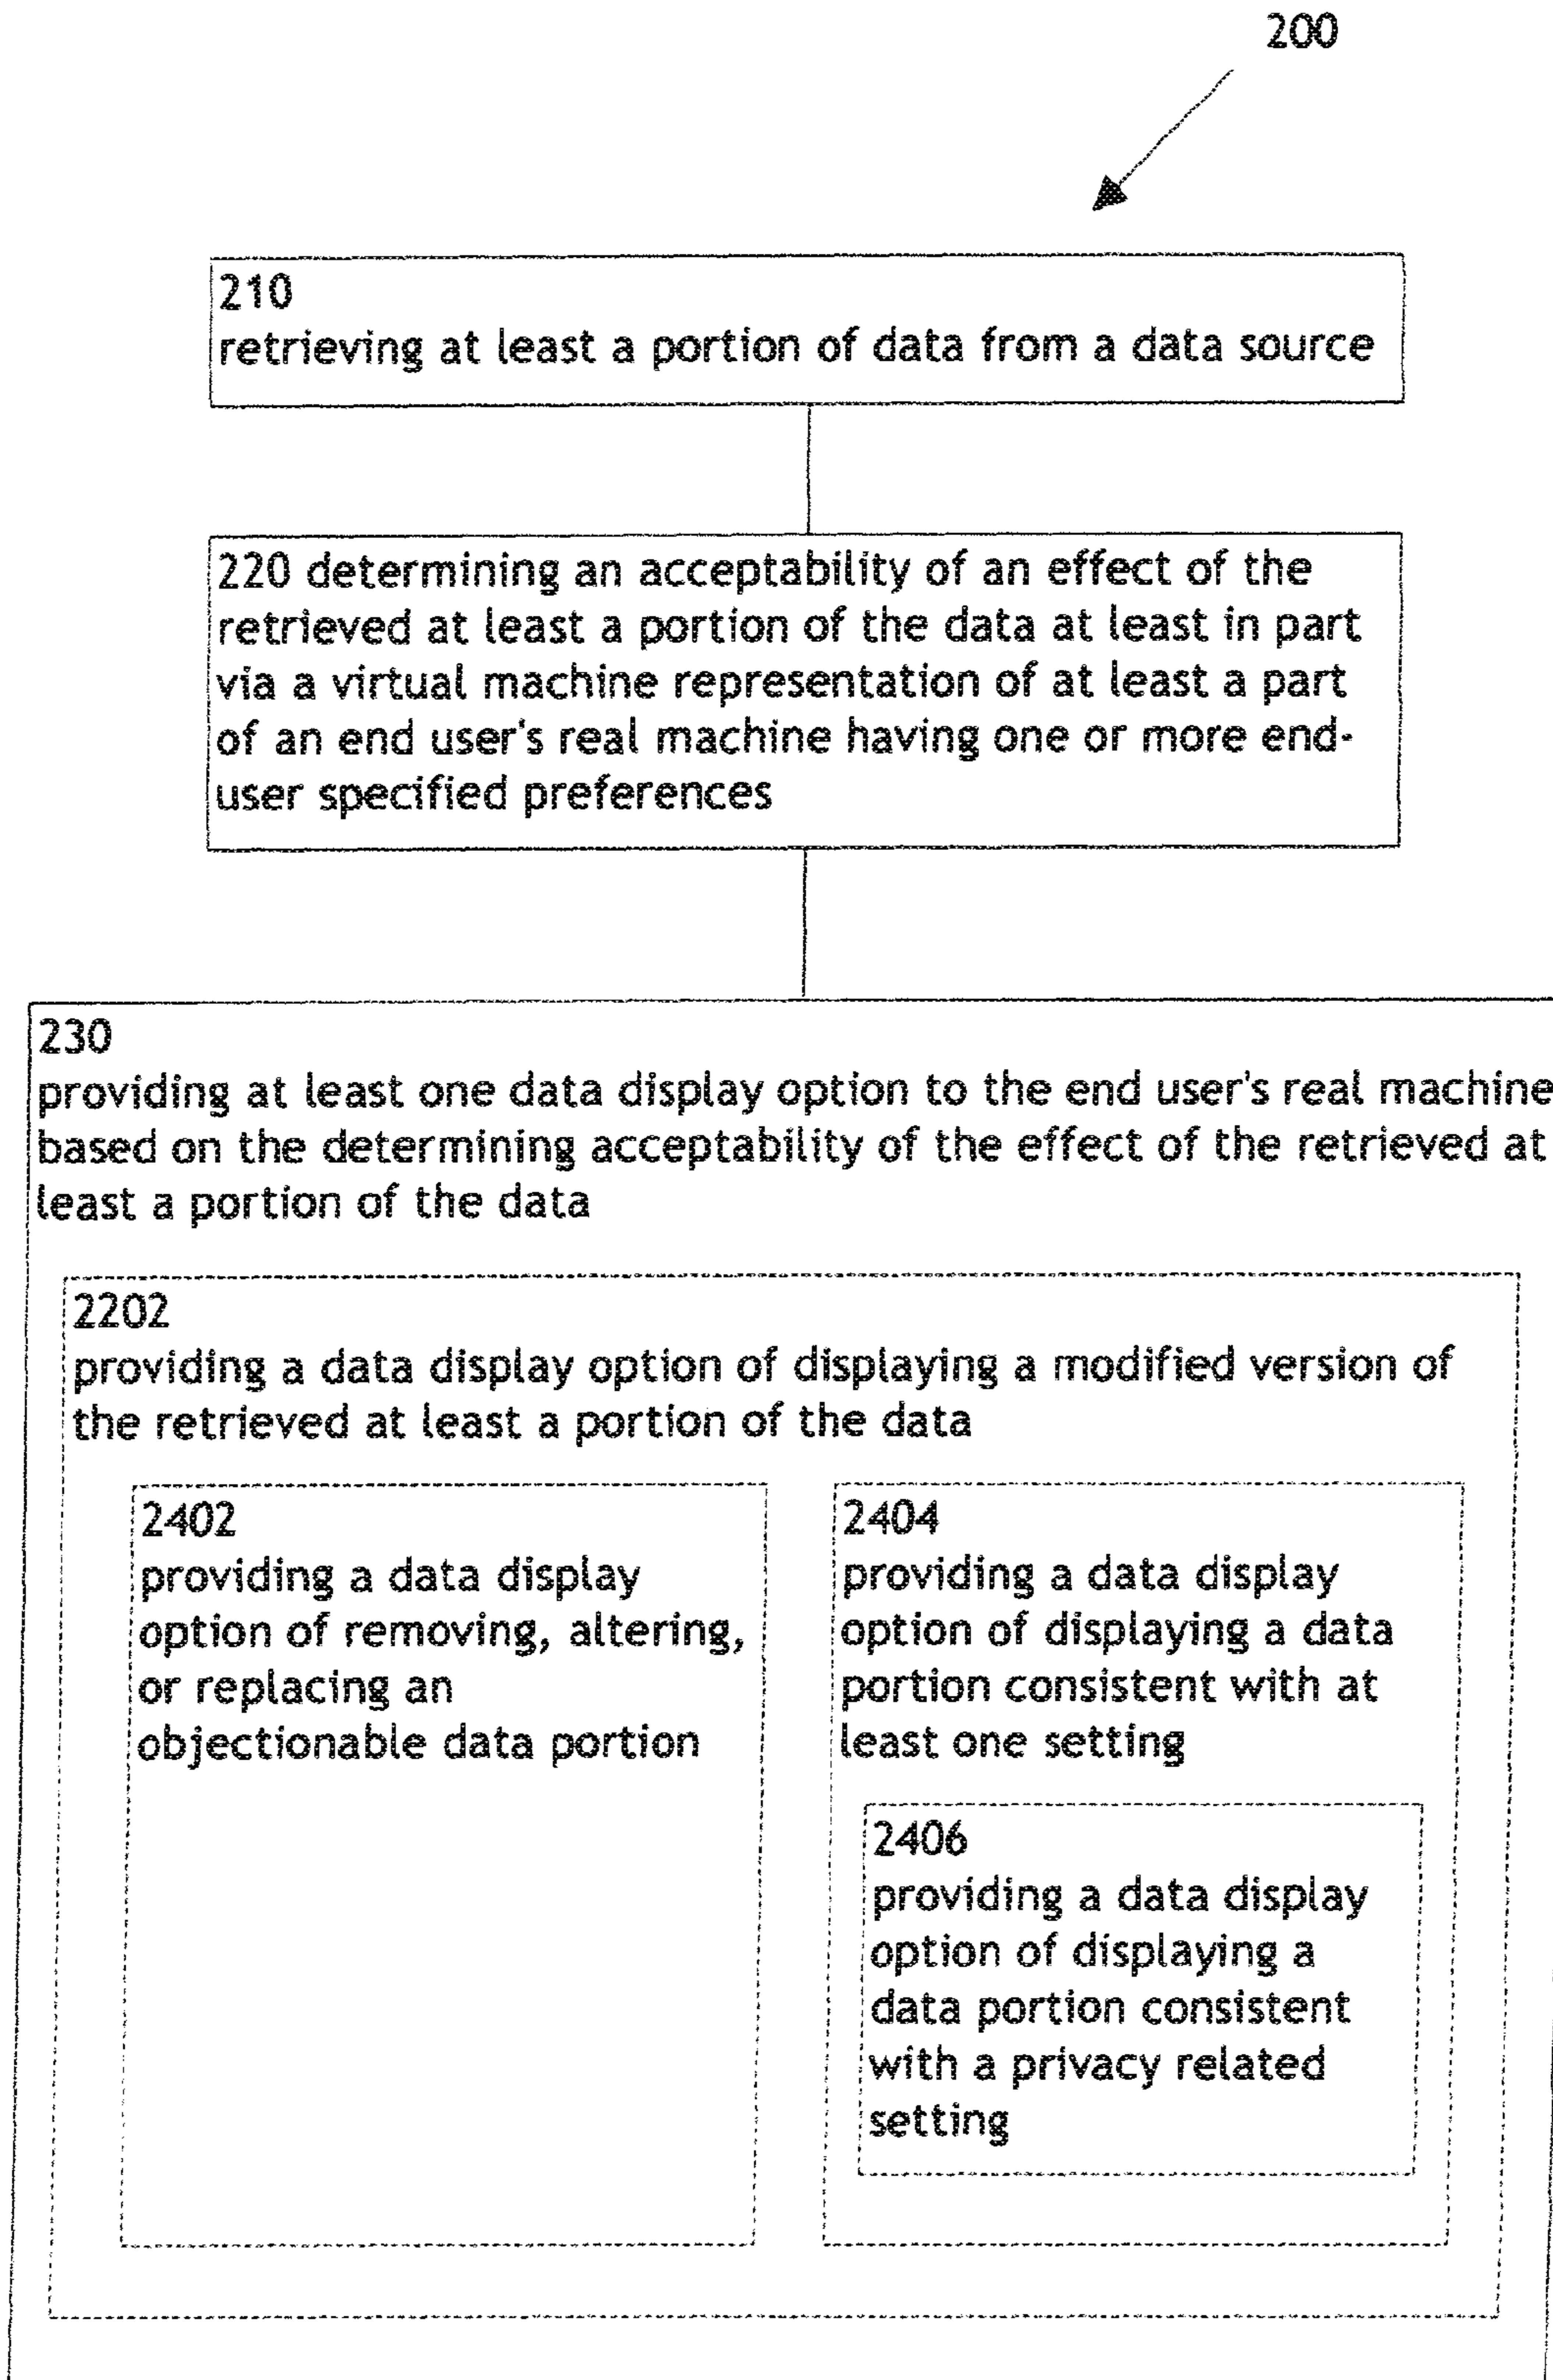 200
210
retrieving at least a portion of data from a data source
220 determining an acceptability of an effect of the
retrieved at least a portion of the data at least in part
via a virtual machine representation of at least a part
of an end user's real machine having one or more end-
user specified preferences
230
providing at least one data display option to the end user's real machine
based on the determining acceptability of the effect of the retrieved at
least a portion of the data
2202
providing a data display option of displaying a modified version of
the retrieved at least a portion of the data
2402
providing a data display
option of removing, altering,
or replacing an
objectionable data portion
2404
providing a data display
option of displaying a data
portion consistent with at
least one setting
2406
providing a data display
option of displaying a
data portion consistent
with a privacy related
setting